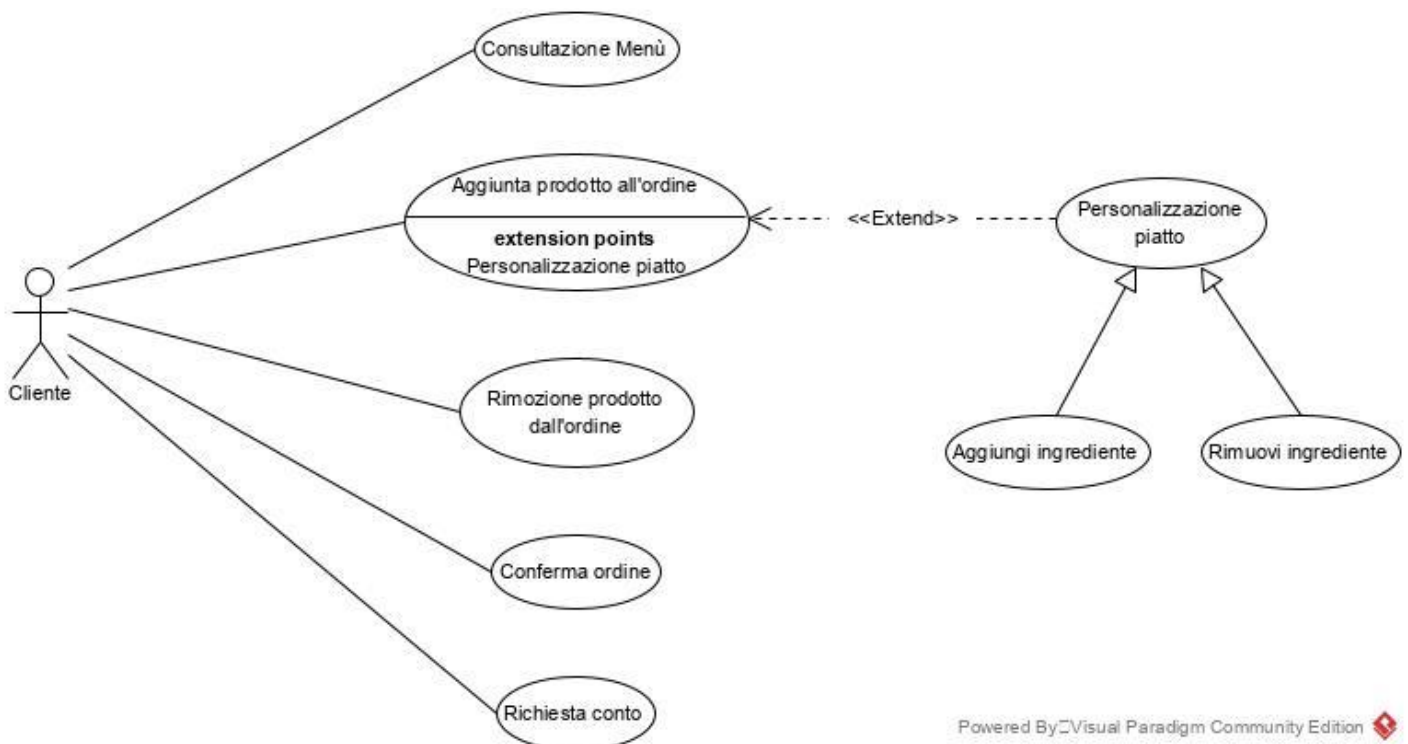 Consultazione Menù
Aggiunta prodotto all'ordine
extension points
Personalizzazione piatto
<<Extend>>
Personalizzazione
piatto
Cliente
Rimozione prodotto
dall'ordine
Aggiungi ingrediente
Rimuovi ingrediente
Conferma ordine
Richiesta conto
Powered By Visual Paradigm Community Edition